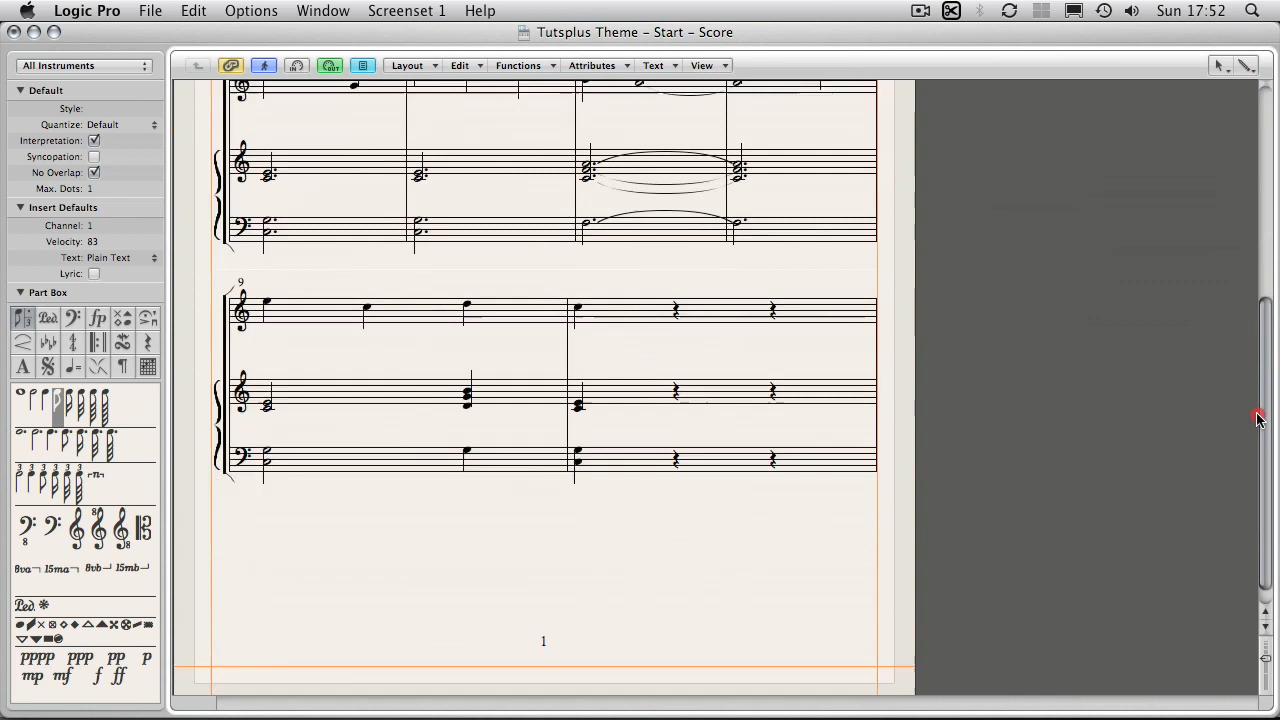 Logic Pro File Edit Options Window Screenset 1 Help Sun 17:52
Tutsplus Theme – Start – Score
All Instruments
Layout Edit Functions Attributes Text View
Default
Style:
Quantize: Default
Interpretation:
Syncopation:
No Overlap:
Max. Dots: 1
Insert Defaults
Channel: 1
Velocity: 83
Text: Plain Text
Lyric:
Part Box
9
8va 15ma 8vb 15mb
Ped.
pppp ppp pp p
mp mf f ff
1